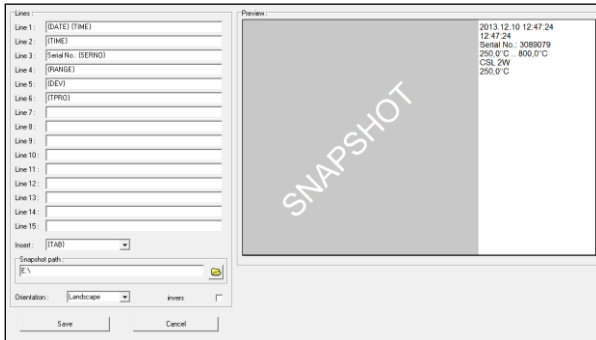 Lines :
Line 1 : {DATE} {TIME}
Line 2 : {TIME}
Line 3 : Serial No.: {SERNO}
Line 4 : {RANGE}
Line 5 : {DEV}
Line 6 : {TPRO}
Line 7 :
Line 8 :
Line 9 :
Line 10 :
Line 11 :
Line 12 :
Line 13 :
Line 14 :
Line 15 :
Insert : {TAB}
Snapshot path :
E:\
Orientation : Landscape invers
Save Cancel
Preview :
SNAPSHOT
2013.12.10 12:47:24
12:47:24
Serial No.: 3089079
250,0°C .. 800,0°C
CSL 2W
250,0°C